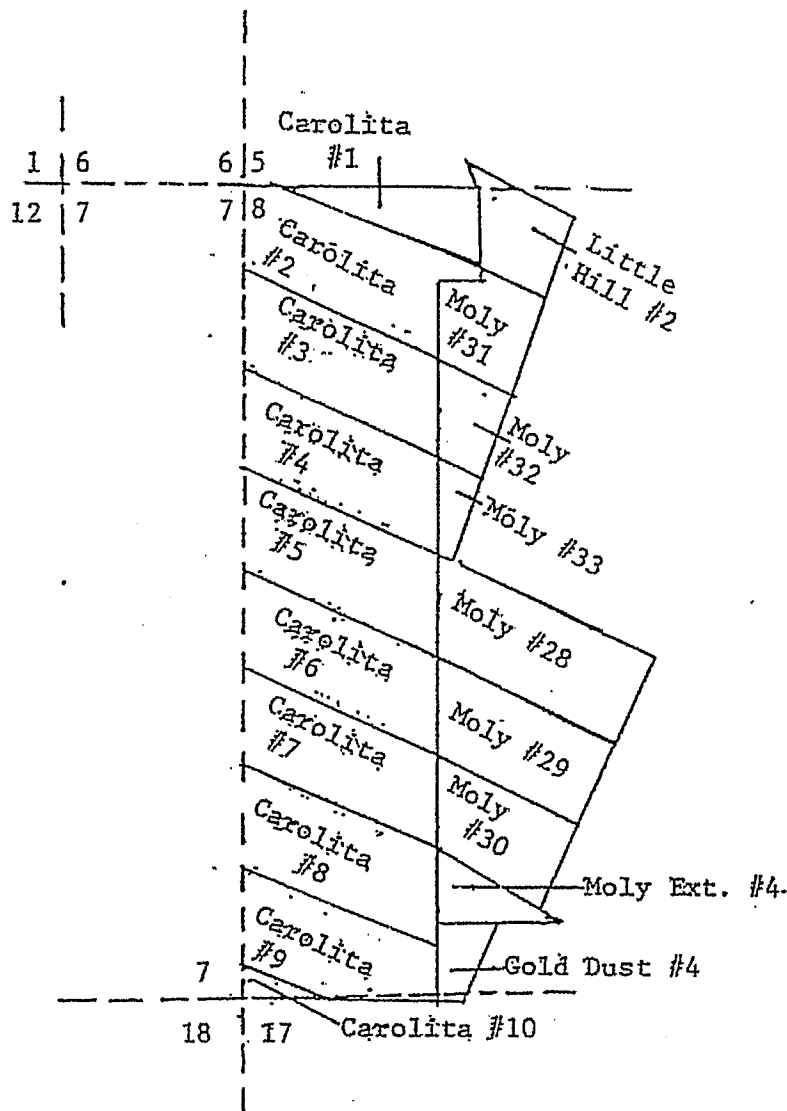 Carolita
#1
1 6 6 5
12 7 7 8
Little
Hill #2
Carolita
#2
Moly
#31
Carolita
#3
Carolita
#4
Moly
#32
Moly #33
Carolita
#5
Moly #28
Carolita
#6
Carolita
#7
Moly #29
Moly
#30
Carolita
#8
Moly Ext. #4
Carolita
#9
Gold Dust #4
7
18 17
Carolita #10